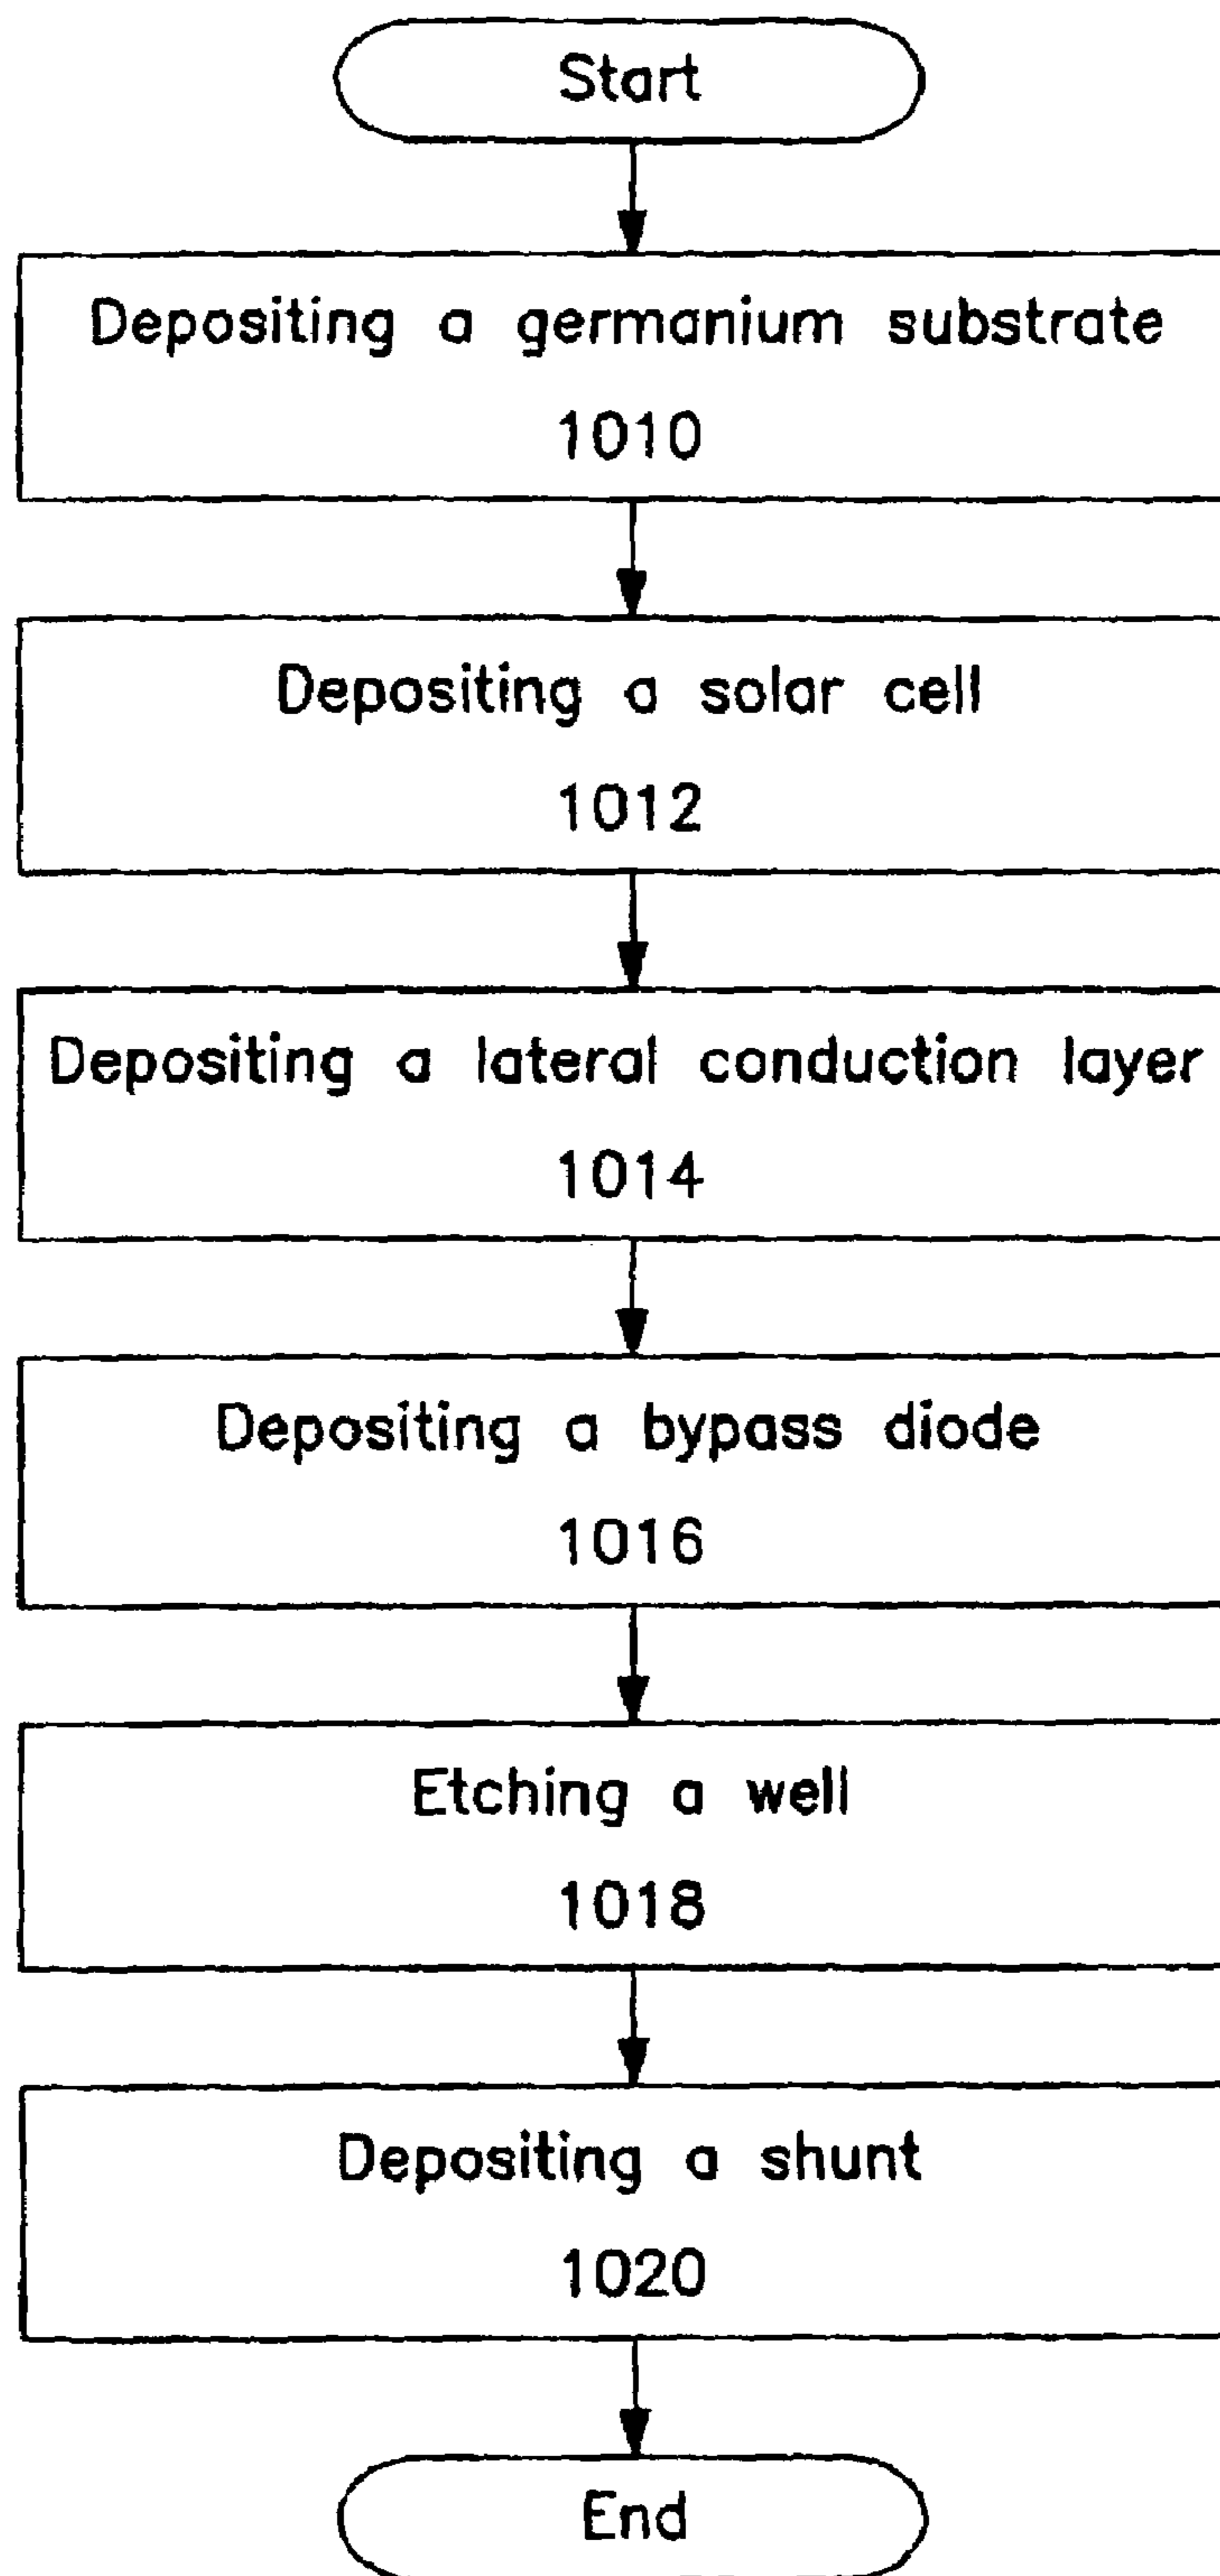 Start
Depositing a germanium substrate
1010
Depositing a solar cell
1012
Depositing a lateral conduction layer
1014
Depositing a bypass diode
1016
Etching a well
1018
Depositing a shunt
1020
End